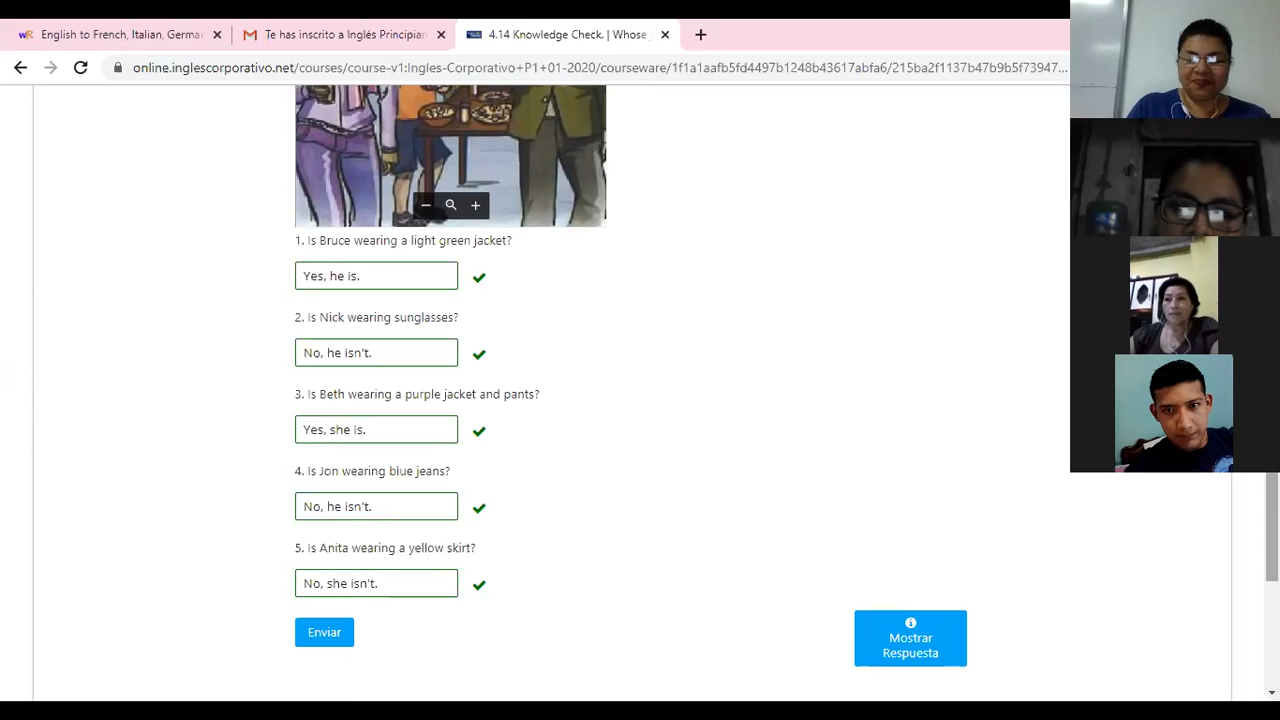 English to French, Italian, Germa
Te has inscrito a Inglés Principian
4.14 Knowledge Check. | Whose
online.inglescorporativo.net/courses/course-v1:Ingles-Corporativo+P1+01-2020/courseware/1f1a1aafb5fd4497b1248b43617abfa6/215ba2f1137b47b9b5f73947...
1. Is Bruce wearing a light green jacket?
Yes, he is.
2. Is Nick wearing sunglasses?
No, he isn't.
3. Is Beth wearing a purple jacket and pants?
Yes, she is.
4. Is Jon wearing blue jeans?
No, he isn't.
5. Is Anita wearing a yellow skirt?
No, she isn't.
Enviar
Mostrar
Respuesta